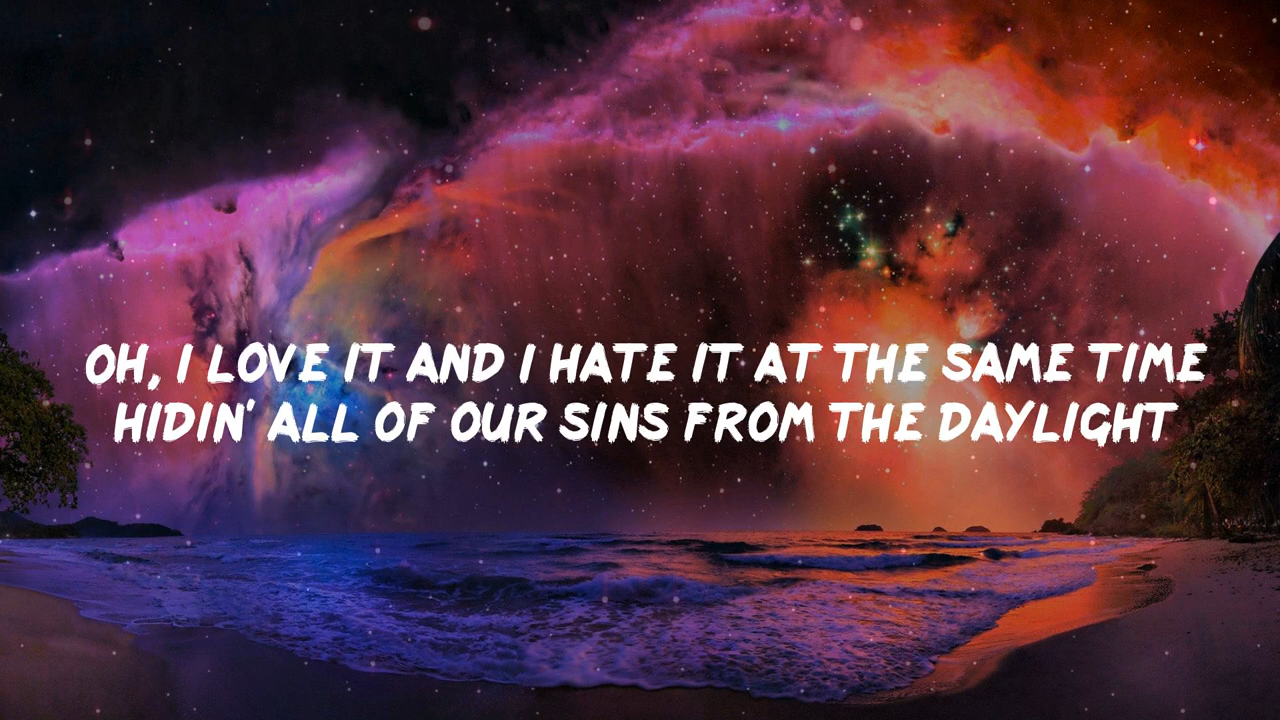 OH, I LOVE IT AND I HATE IT AT THE SAME TIME
HIDIN' ALL OF OUR SINS FROM THE DAYLIGHT